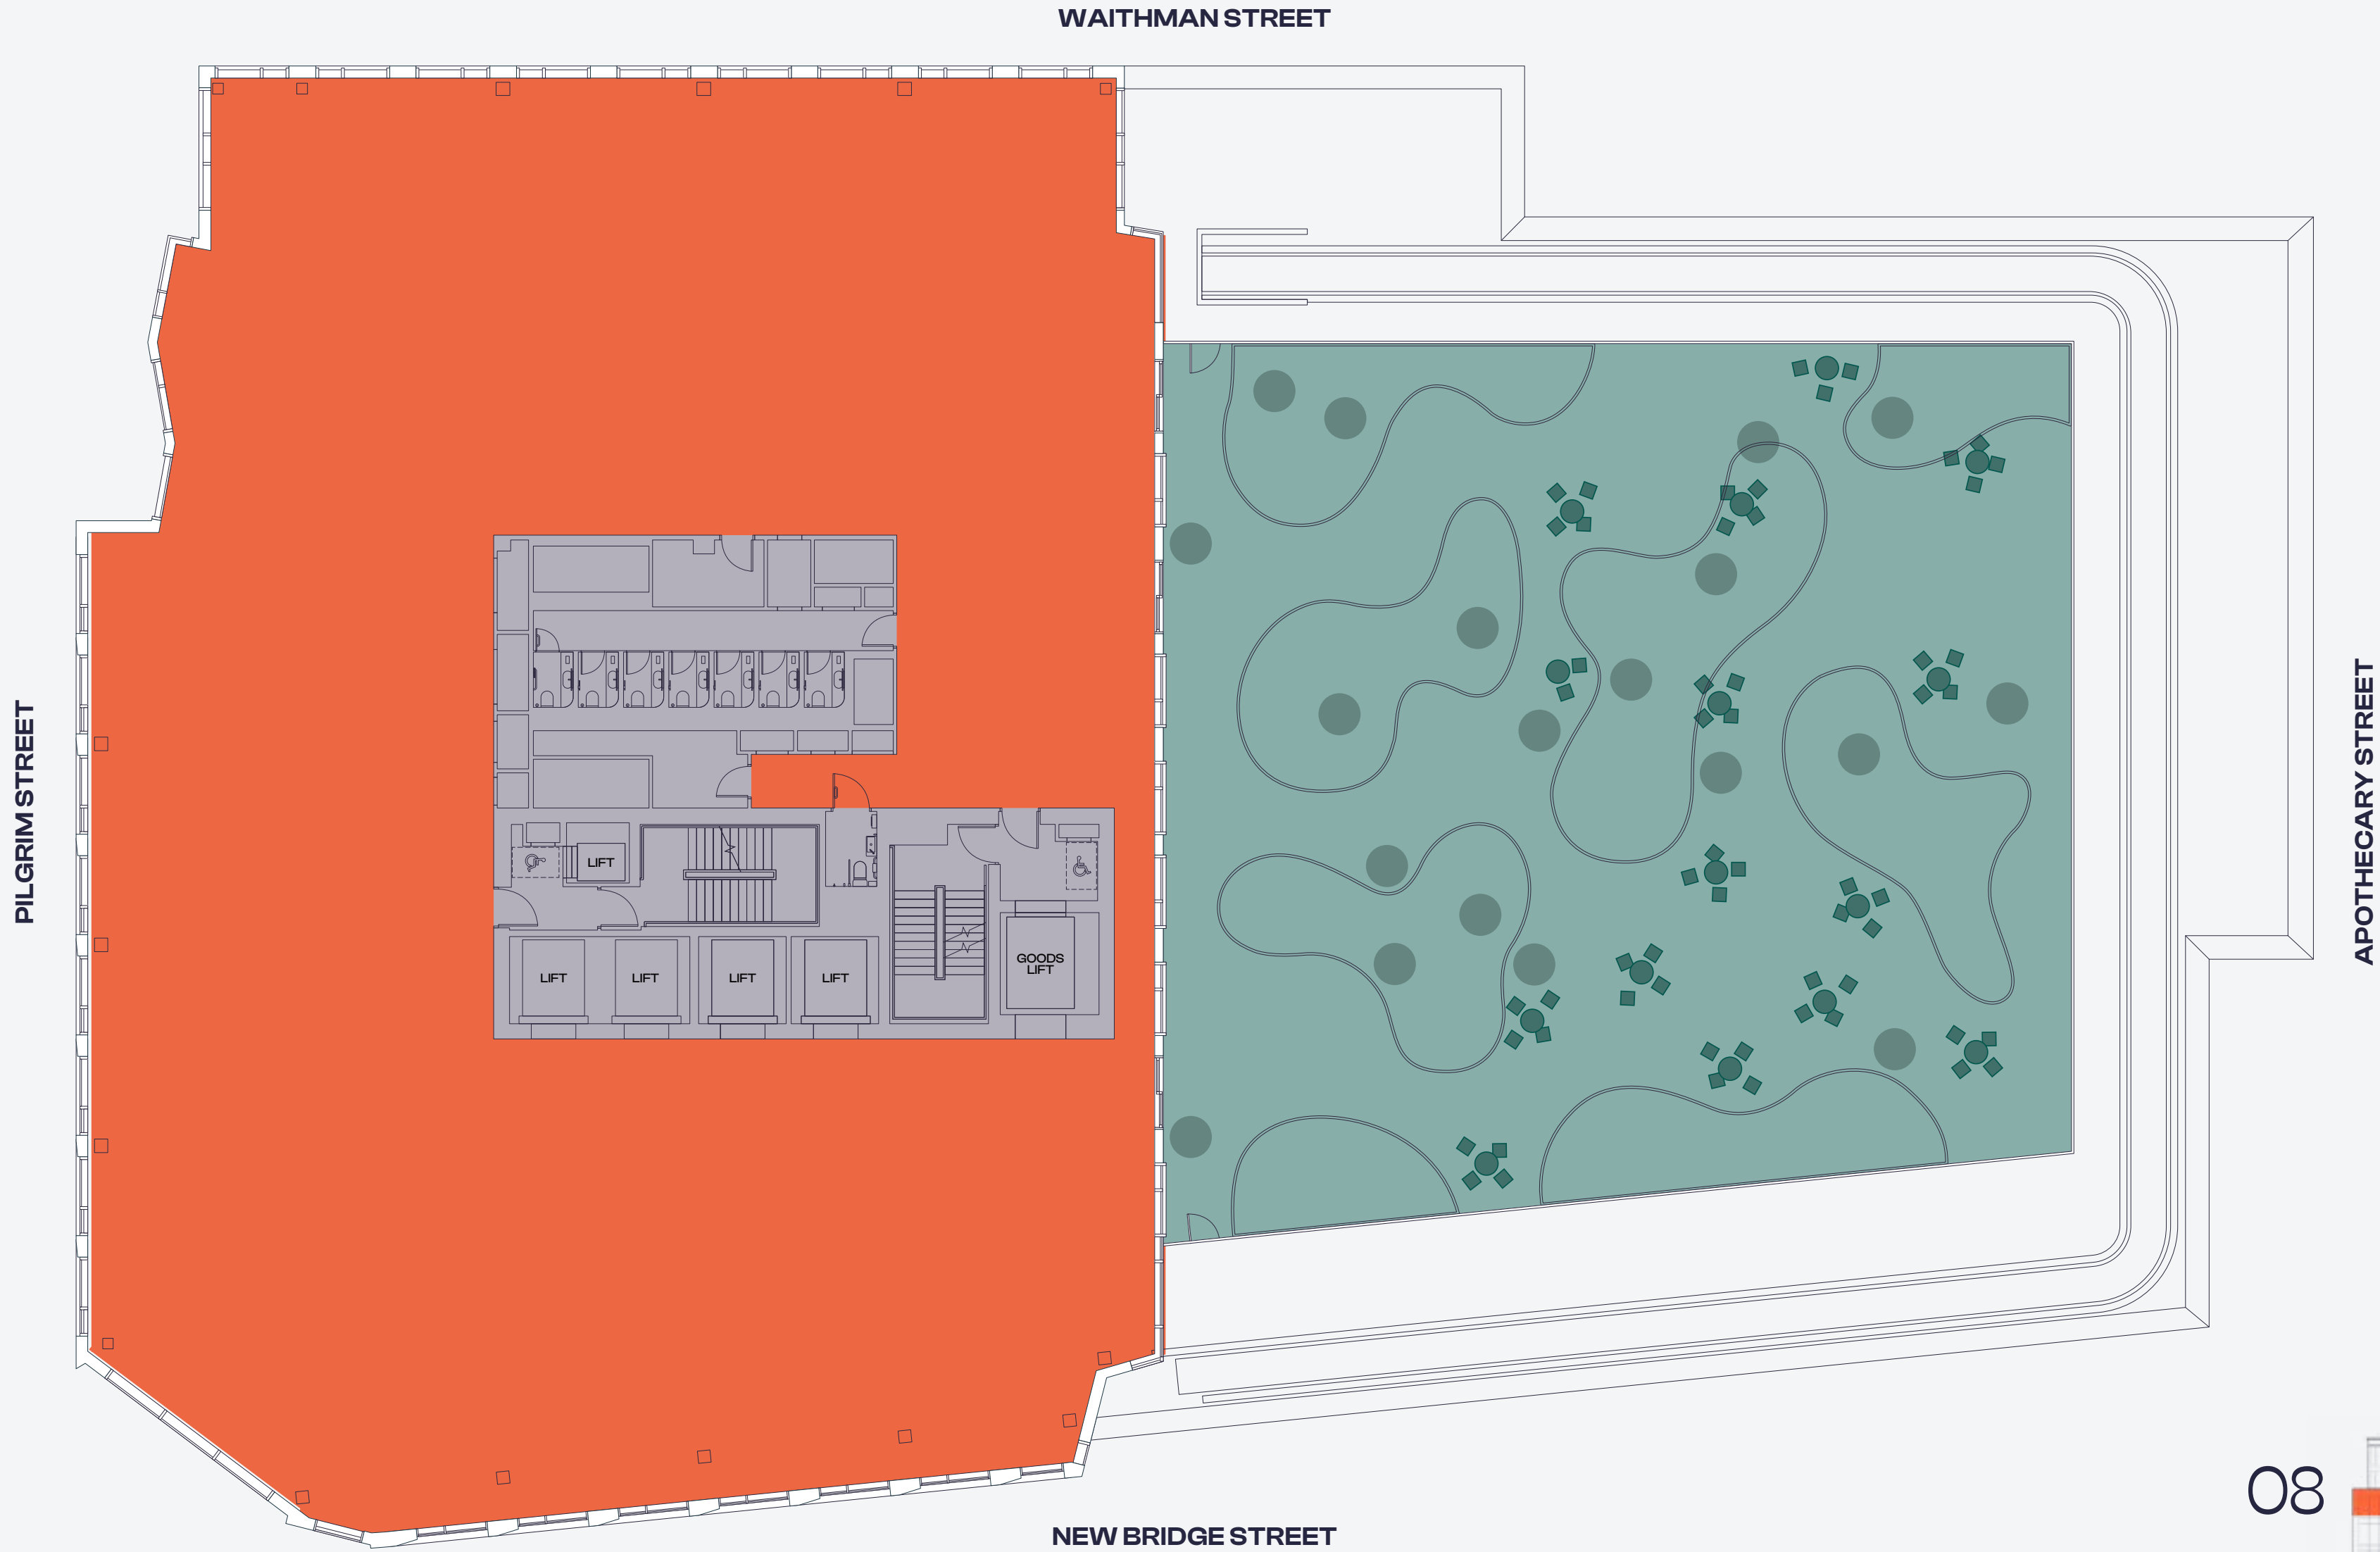 WAITHMAN STREET
PILGRIM STREET
APOTHECARY STREET
LIFT
LIFT
LIFT
LIFT
LIFT
GOODS
LIFT
08
NEW BRIDGE STREET